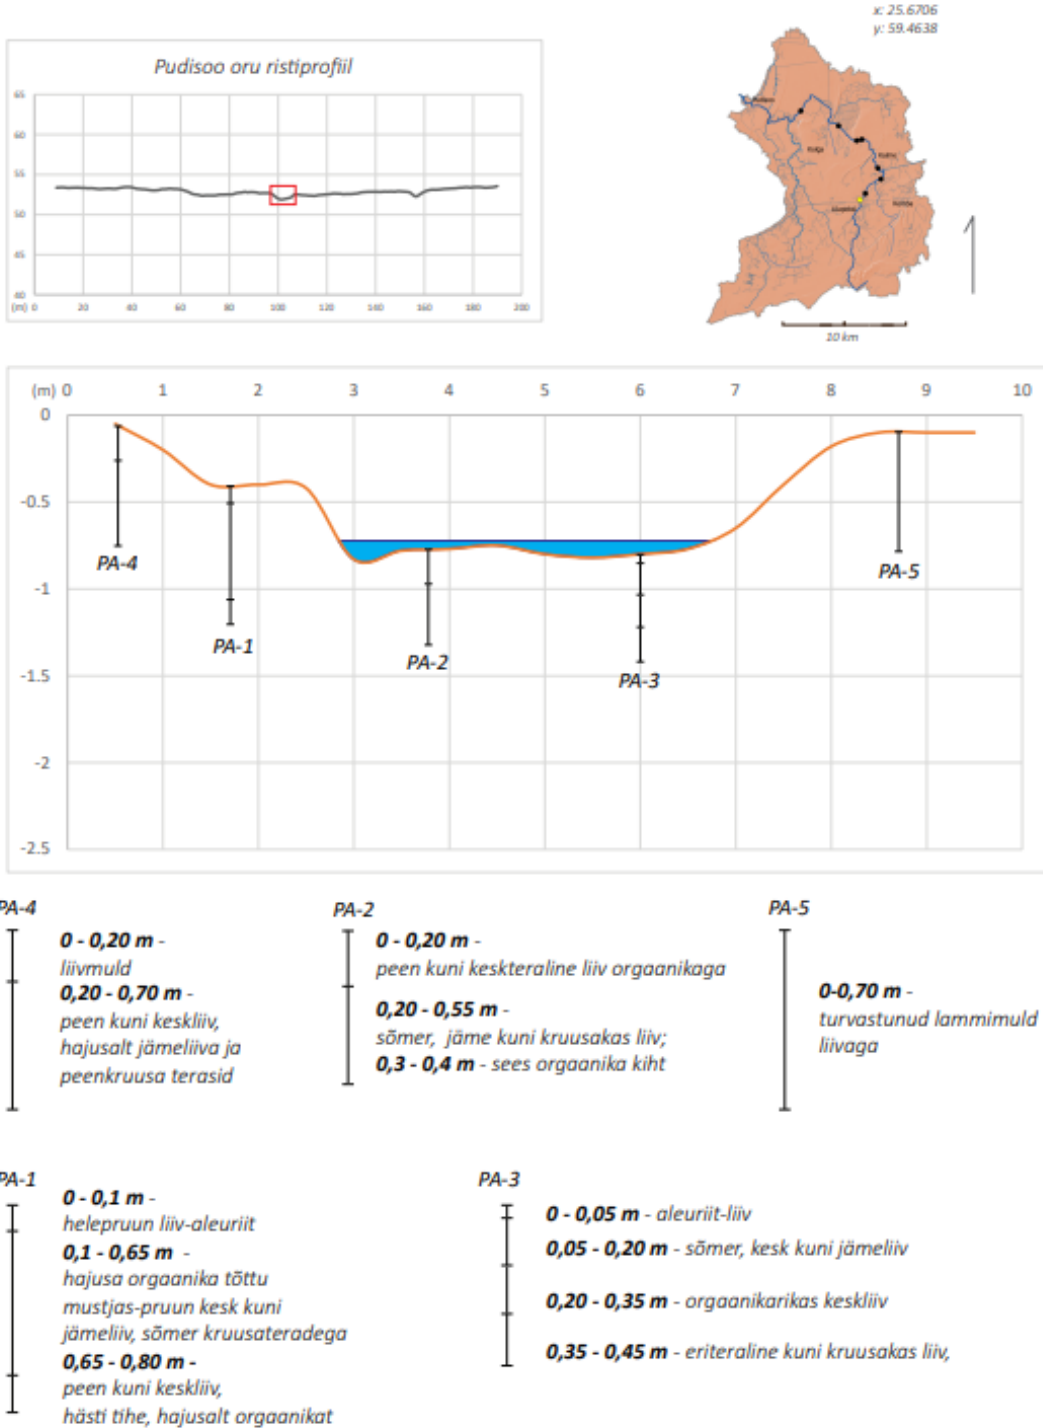 x: 25.6706
y: 59.4638
Pudisoo oru ristiprofiil
65
60
55
50
45
40
(m) 0 20 40 60 80 100 120 140 160 180 200
10 km
(m) 0 1 2 3 4 5 6 7 8 9 10
0
-0.5
-1
-1.5
-2
-2.5
PA-4
PA-1
PA-2
PA-3
PA-5
PA-4
0 - 0,20 m -
liivmuld
0,20 - 0,70 m -
peen kuni keskliiv,
hajusalt jämeliiva ja
peenkruusa terasid
PA-2
0 - 0,20 m -
peen kuni keskteraline liiv orgaanikaga
0,20 - 0,55 m -
sõmer, jäme kuni kruusakas liiv;
0,3 - 0,4 m - sees orgaanika kiht
PA-5
0-0,70 m -
turvastunud lammimuld
liivaga
PA-1
0 - 0,1 m -
helepruun liiv-aleuriit
0,1 - 0,65 m -
hajusa orgaanika tõttu
mustjas-pruun kesk kuni
jämeliiv, sõmer kruusateradega
0,65 - 0,80 m -
peen kuni keskliiv,
hästi tihe, hajusalt orgaanikat
PA-3
0 - 0,05 m - aleuriit-liiv
0,05 - 0,20 m - sõmer, kesk kuni jämeliiv
0,20 - 0,35 m - orgaanikarikas keskliiv
0,35 - 0,45 m - eriteraline kuni kruusakas liiv,